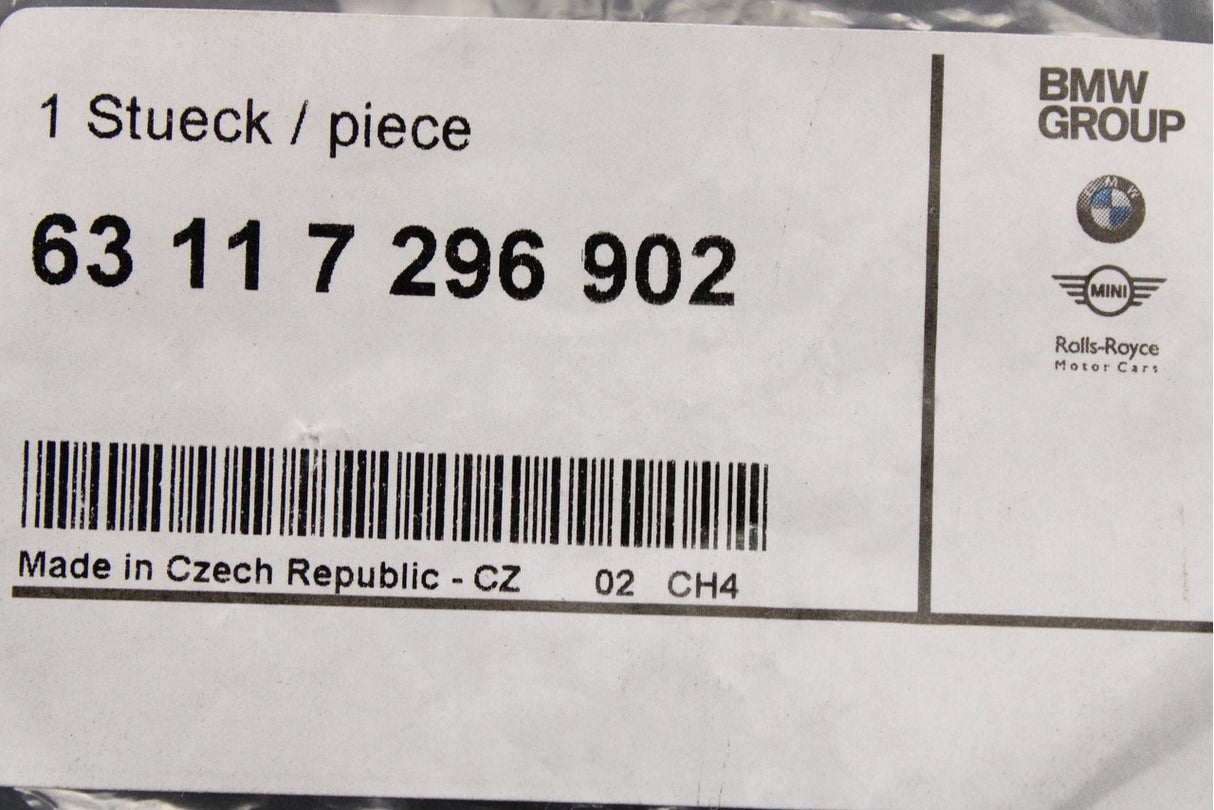 1 Stueck / piece
63 11 7 296 902
Made in Czech Republic - CZ 02 CH4
BMW
GROUP
BMW
MINI
Rolls-Royce
Motor Cars